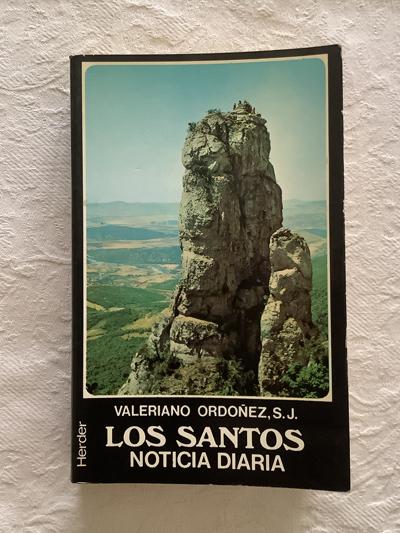 VALERIANO ORDOÑEZ, S.J.
LOS SANTOS
NOTICIA DIARIA
Herder